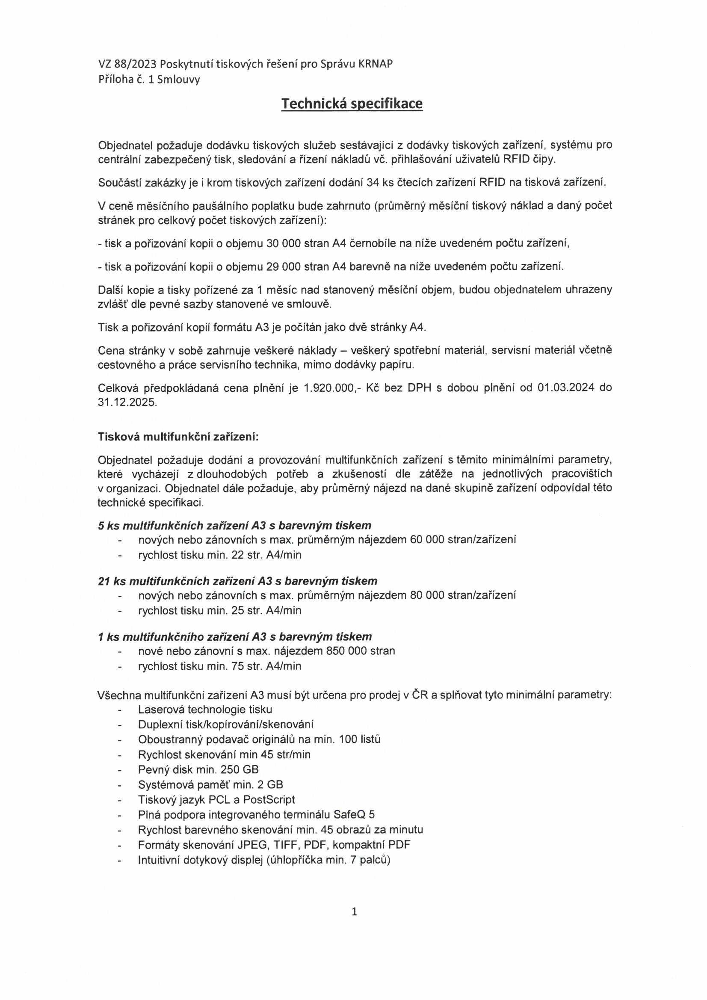 VZ 88/2023 Poskytnutí tiskových řešení pro Správu KRNAP
Příloha č. 1 Smlouvy
Technická specifikace
Objednatel požaduje dodávku tiskových služeb sestávající z dodávky tiskových zařízení, systému pro
centrální zabezpečený tisk, sledování a řízení nákladů vč. přihlašování uživatelů RFID čipy.
Součástí zakázky je i krom tiskových zařízení dodání 34 ks čtecích zařízení RFID na tisková zařízení.
V ceně měsíčního paušálního poplatku bude zahrnuto (průměrný měsíční tiskový náklad a daný počet
stránek pro celkový počet tiskových zařízení):
- tisk a pořizování kopii o objemu 30 000 stran A4 černobíle na níže uvedeném počtu zařízení,
- tisk a pořizování kopii o objemu 29 000 stran A4 barevně na níže uvedeném počtu zařízení.
Další kopie a tisky pořízené za 1 měsíc nad stanovený měsíční objem, budou objednatelem uhrazeny
zvlášť dle pevné sazby stanovené ve smlouvě.
Tisk a pořizování kopií formátu A3 je počítán jako dvě stránky A4.
Cena stránky v sobě zahrnuje veškeré náklady – veškerý spotřební materiál, servisní materiál včetně
cestovného a práce servisního technika, mimo dodávky papíru.
Celková předpokládaná cena plnění je 1.920.000,- Kč bez DPH s dobou plnění od 01.03.2024 do
31.12.2025.
Tisková multifunkční zařízení:
Objednatel požaduje dodání a provozování multifunkčních zařízení s těmito minimálními parametry,
které vycházejí z dlouhodobých potřeb a zkušeností dle zátěže na jednotlivých pracovištích
v organizaci. Objednatel dále požaduje, aby průměrný nájezd na dané skupině zařízení odpovídal této
technické specifikaci.
5 ks multifunkčních zařízení A3 s barevným tiskem
- nových nebo zánovních s max. průměrným nájezdem 60 000 stran/zařízení
- rychlost tisku min. 22 str. A4/min
21 ks multifunkčních zařízení A3 s barevným tiskem
- nových nebo zánovních s max. průměrným nájezdem 80 000 stran/zařízení
- rychlost tisku min. 25 str. A4/min
1 ks multifunkčního zařízení A3 s barevným tiskem
- nové nebo zánovní s max. nájezdem 850 000 stran
- rychlost tisku min. 75 str. A4/min
Všechna multifunkční zařízení A3 musí být určena pro prodej v ČR a splňovat tyto minimální parametry:
- Laserová technologie tisku
- Duplexní tisk/kopírování/skenování
- Oboustranný podavač originálů na min. 100 listů
- Rychlost skenování min 45 str/min
- Pevný disk min. 250 GB
- Systémová paměť min. 2 GB
- Tiskový jazyk PCL a PostScript
- Plná podpora integrovaného terminálu SafeQ 5
- Rychlost barevného skenování min. 45 obrazů za minutu
- Formáty skenování JPEG, TIFF, PDF, kompaktní PDF
- Intuitivní dotykový displej (úhlopříčka min. 7 palců)
1